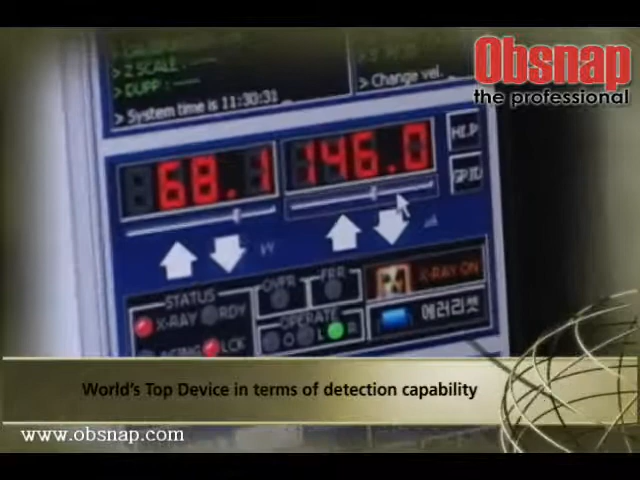 > Z SCALE :
> DUPP :
> System time is 11:30:31
> Change vel.
Obsnap
the professional
68.1
146.0
STATUS
X-RAY
RDY
LCK
OVR
ERR
OPERATE
O
L
R
X-RAY ON
에러리셋
World's Top Device in terms of detection capability
www.obsnap.com